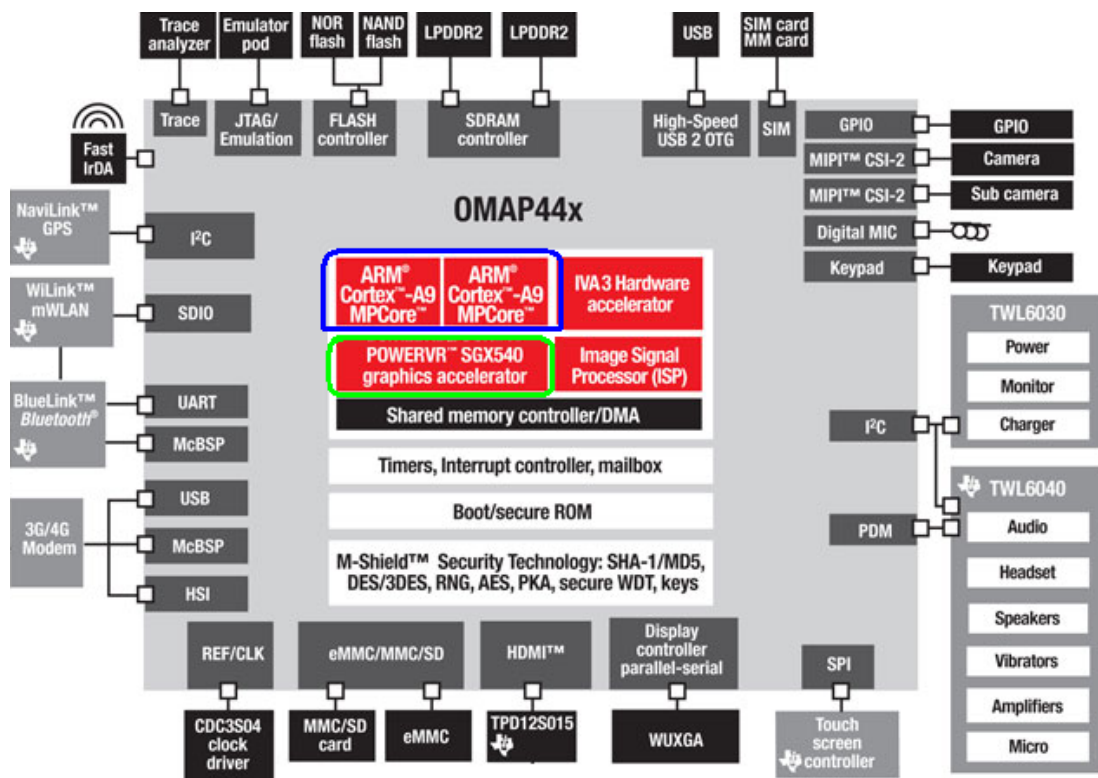 Trace
analyzer
Emulator
pod
NOR
flash
NAND
flash
LPDDR2
LPDDR2
USB
SIM card
MM card
Trace
JTAG/
Emulation
FLASH
controller
SDRAM
controller
High-Speed
USB 2 OTG
SIM
GPIO
GPIO
MIPI™ CSI-2
Camera
MIPI™ CSI-2
Sub camera
Digital MIC
Keypad
Keypad
Fast
IrDA
NaviLink™
GPS
I²C
WiLink™
mWLAN
SDIO
BlueLink™
Bluetooth®
UART
McBSP
3G/4G
Modem
USB
McBSP
HSI
OMAP44x
ARM®
Cortex™-A9
MPCore™
ARM®
Cortex™-A9
MPCore™
IVA3 Hardware
accelerator
POWERVR™ SGX540
graphics accelerator
Image Signal
Processor (ISP)
Shared memory controller/DMA
Timers, Interrupt controller, mailbox
Boot/secure ROM
M-Shield™ Security Technology: SHA-1/MD5,
DES/3DES, RNG, AES, PKA, secure WDT, keys
I²C
PDM
TWL6030
Power
Monitor
Charger
TWL6040
Audio
Headset
Speakers
Vibrators
Amplifiers
Micro
REF/CLK
eMMC/MMC/SD
HDMI™
Display
controller
parallel-serial
SPI
CDC3S04
clock
driver
MMC/SD
card
eMMC
TPD12S015
WUXGA
Touch
screen
controller